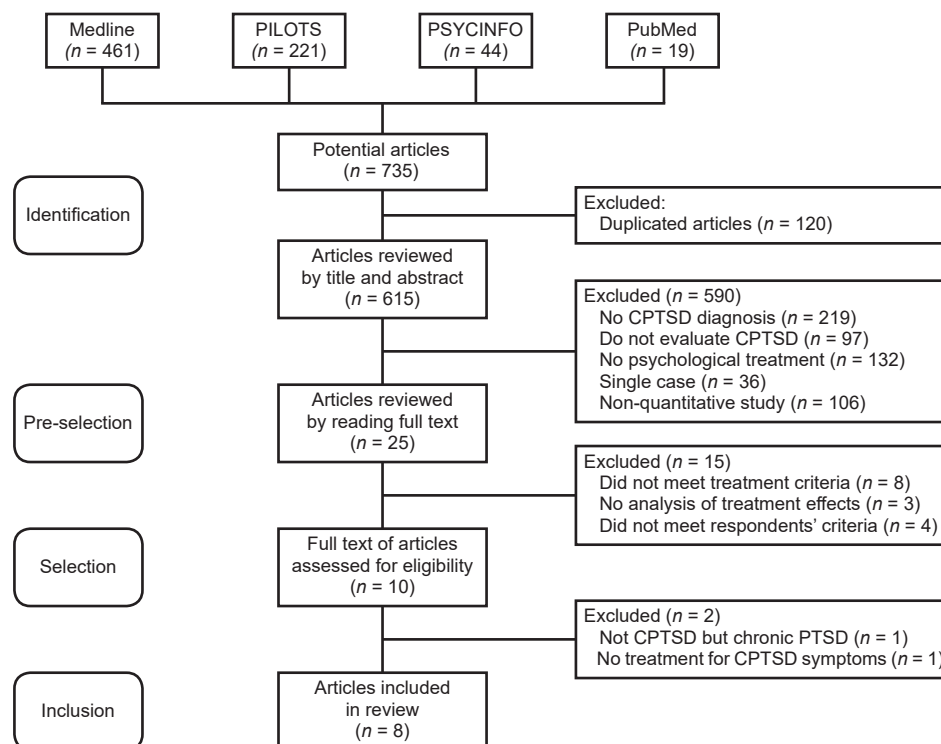 Medline
(n = 461)
PILOTS
(n = 221)
PSYCINFO
(n = 44)
PubMed
(n = 19)
Potential articles
(n = 735)
Identification
Excluded:
Duplicated articles (n = 120)
Articles reviewed
by title and abstract
(n = 615)
Excluded (n = 590)
No CPTSD diagnosis (n = 219)
Do not evaluate CPTSD (n = 97)
No psychological treatment (n = 132)
Single case (n = 36)
Non-quantitative study (n = 106)
Pre-selection
Articles reviewed
by reading full text
(n = 25)
Excluded (n = 15)
Did not meet treatment criteria (n = 8)
No analysis of treatment effects (n = 3)
Did not meet respondents’ criteria (n = 4)
Selection
Full text of articles
assessed for eligibility
(n = 10)
Excluded (n = 2)
Not CPTSD but chronic PTSD (n = 1)
No treatment for CPTSD symptoms (n = 1)
Inclusion
Articles included
in review
(n = 8)